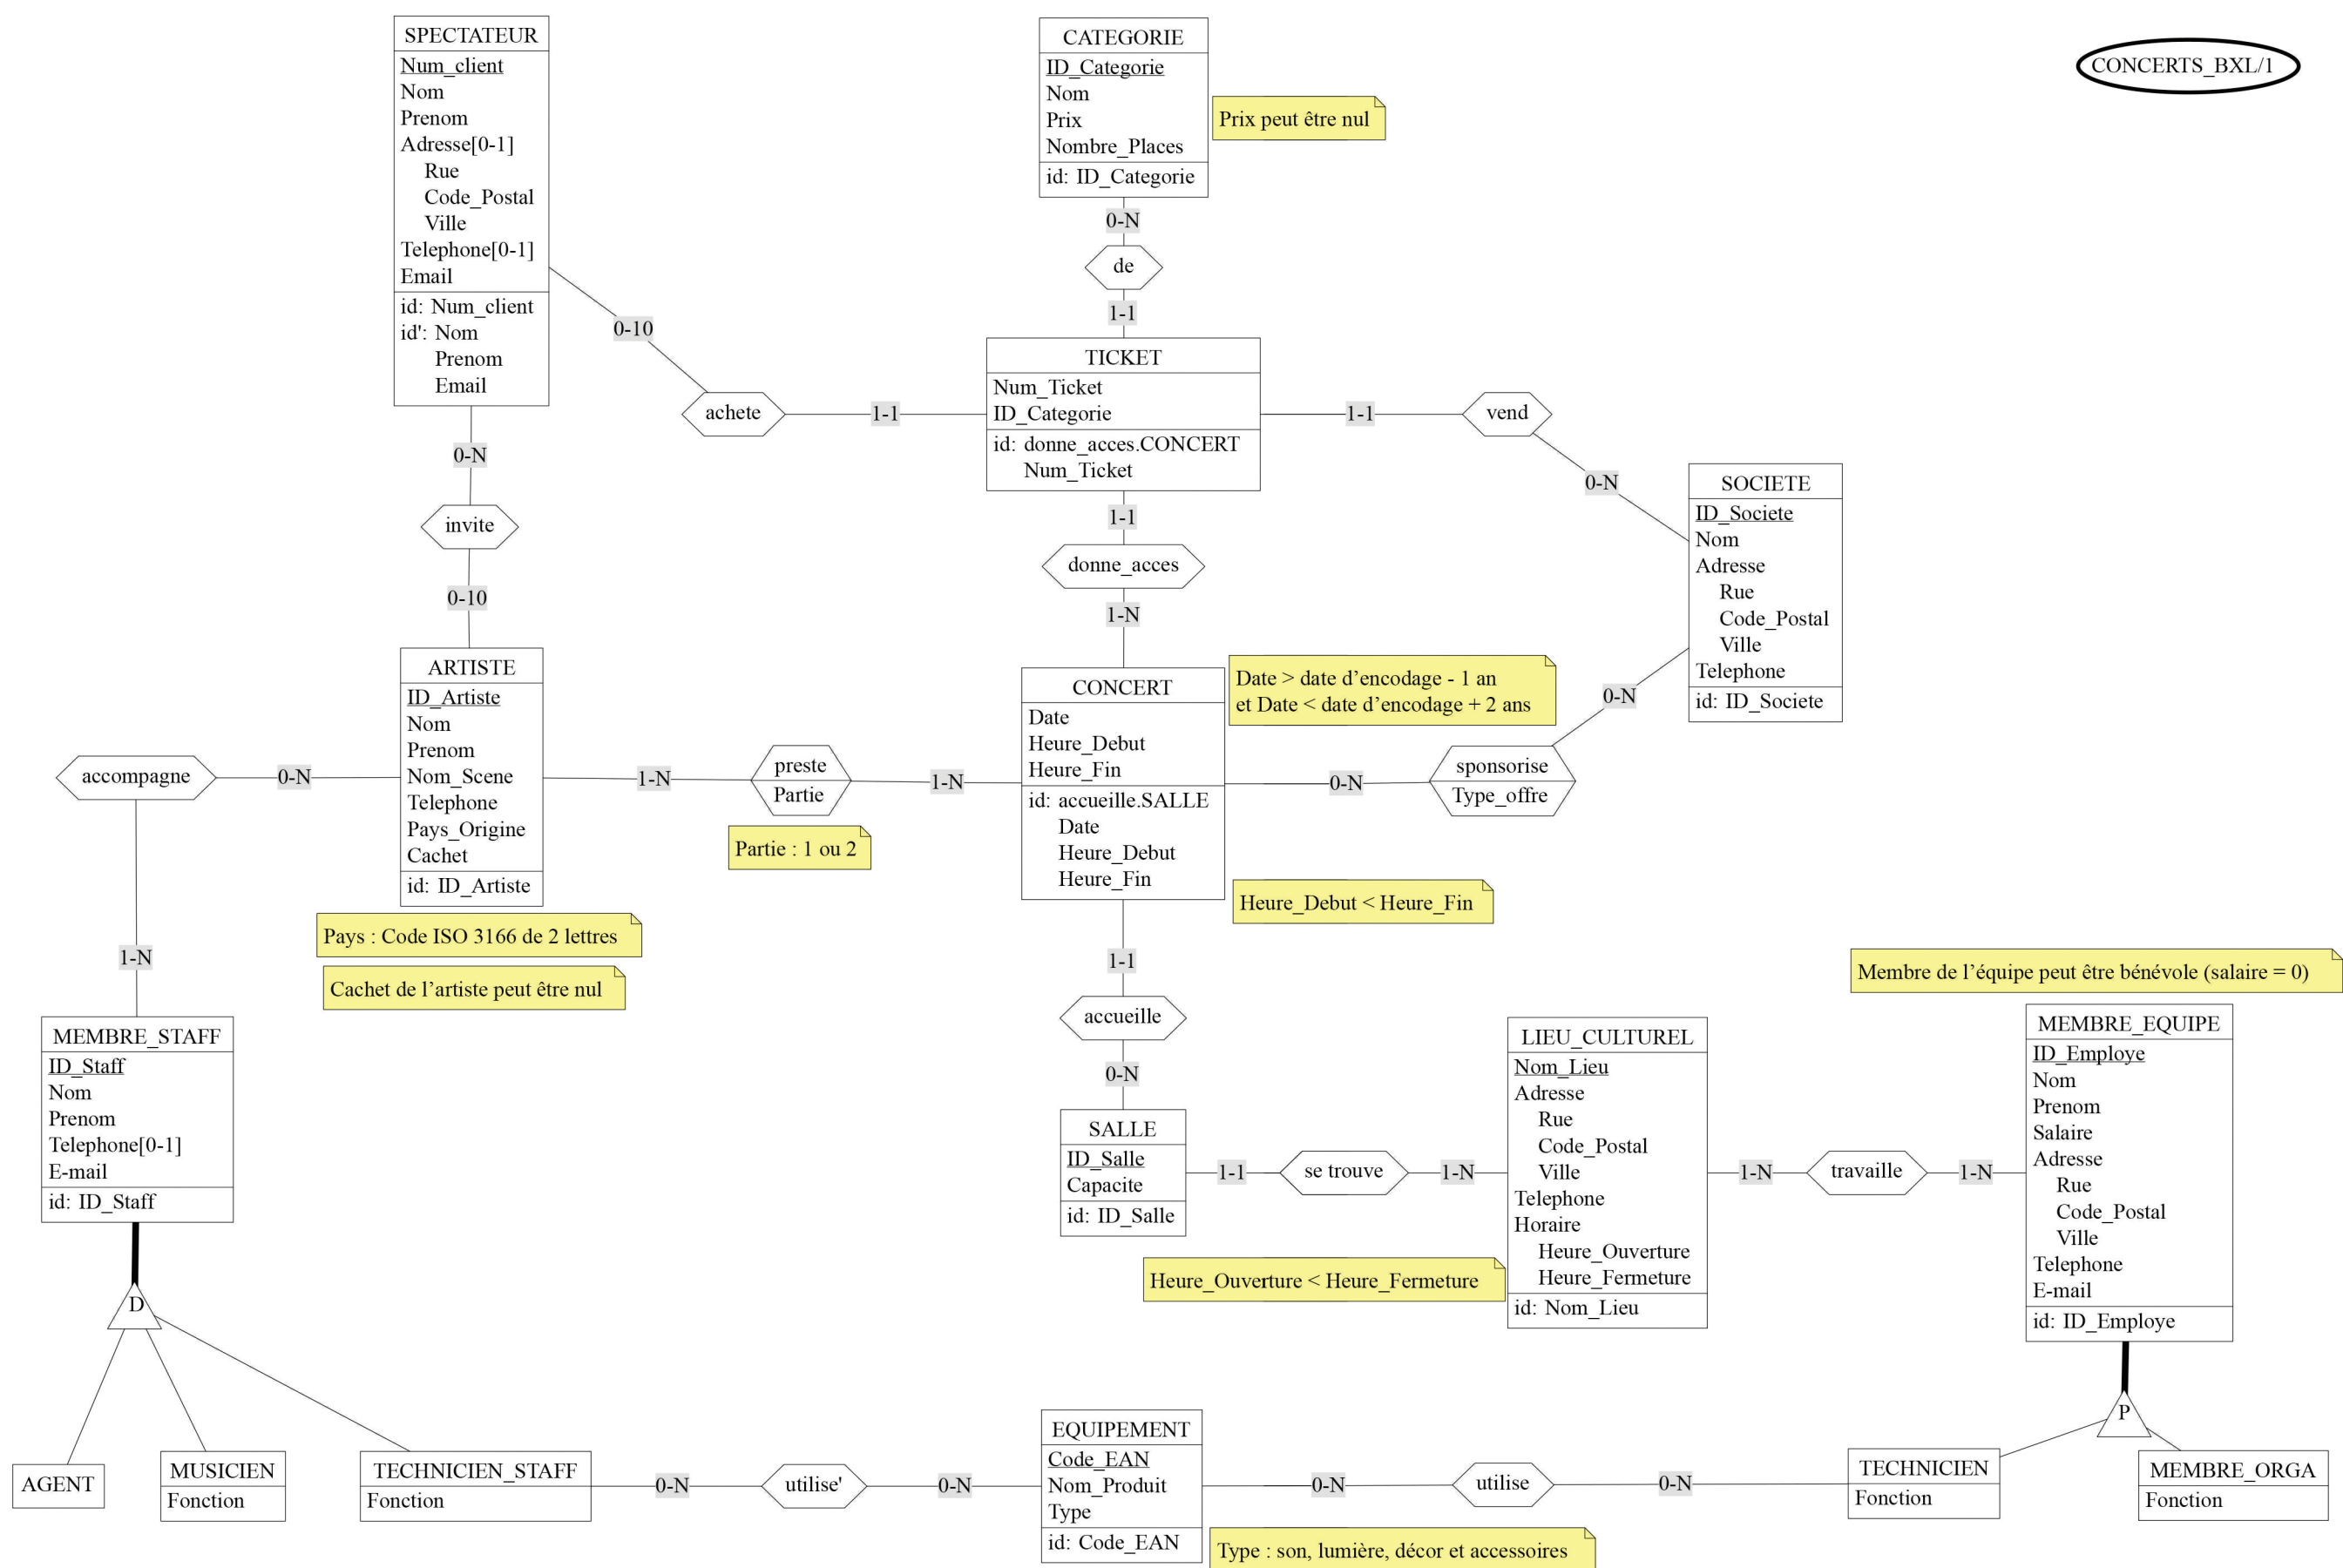 SPECTATEUR
Num_client
Nom
Prenom
Adresse[0-1]
Rue
Code_Postal
Ville
Telephone[0-1]
Email
id: Num_client
id': Nom
Prenom
Email
CATEGORIE
ID_Categorie
Nom
Prix
Nombre_Places
id: ID_Categorie
Prix peut être nul
CONCERTS_BXL/1
0-N
de
1-1
0-10
achete
1-1
TICKET
Num_Ticket
ID_Categorie
id: donne_acces.CONCERT
Num_Ticket
1-1
vend
0-N
SOCIETE
ID_Societe
Nom
Adresse
Rue
Code_Postal
Ville
Telephone
id: ID_Societe
0-N
invite
0-10
1-1
donne_acces
1-N
ARTISTE
ID_Artiste
Nom
Prenom
Nom_Scene
Telephone
Pays_Origine
Cachet
id: ID_Artiste
Pays : Code ISO 3166 de 2 lettres
Cachet de l’artiste peut être nul
accompagne
0-N
1-N
1-N
preste
Partie
1-N
Partie : 1 ou 2
CONCERT
Date
Heure_Debut
Heure_Fin
id: accueille.SALLE
Date
Heure_Debut
Heure_Fin
Date > date d’encodage - 1 an
et Date < date d’encodage + 2 ans
0-N
sponsorise
Type_offre
0-N
Heure_Debut < Heure_Fin
1-1
accueille
0-N
MEMBRE_STAFF
ID_Staff
Nom
Prenom
Telephone[0-1]
E-mail
id: ID_Staff
SALLE
ID_Salle
Capacite
id: ID_Salle
1-1
se trouve
1-N
LIEU_CULTUREL
Nom_Lieu
Adresse
Rue
Code_Postal
Ville
Telephone
Horaire
Heure_Ouverture
Heure_Fermeture
id: Nom_Lieu
Heure_Ouverture < Heure_Fermeture
1-N
travaille
1-N
Membre de l’équipe peut être bénévole (salaire = 0)
MEMBRE_EQUIPE
ID_Employe
Nom
Prenom
Salaire
Adresse
Rue
Code_Postal
Ville
Telephone
E-mail
id: ID_Employe
D
P
AGENT
MUSICIEN
Fonction
TECHNICIEN_STAFF
Fonction
0-N
utilise'
0-N
EQUIPEMENT
Code_EAN
Nom_Produit
Type
id: Code_EAN
Type : son, lumière, décor et accessoires
0-N
utilise
0-N
TECHNICIEN
Fonction
MEMBRE_ORGA
Fonction